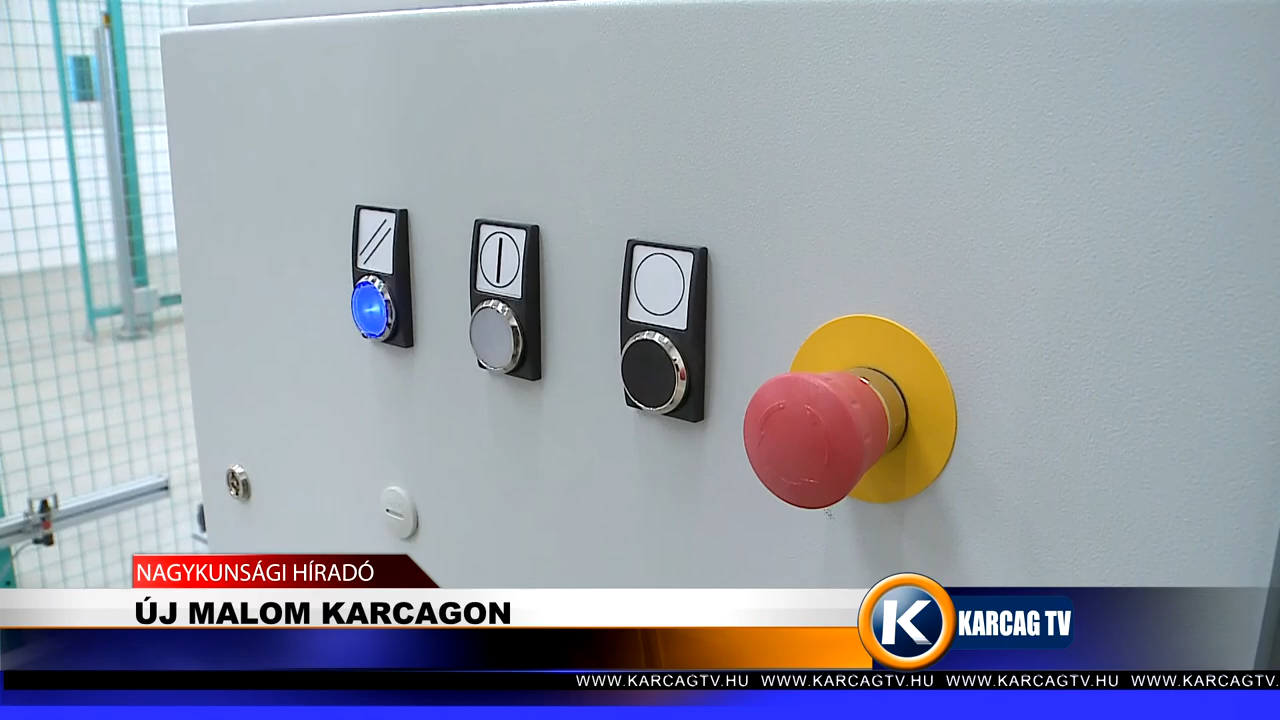 NAGYKUNSÁGI HÍRADÓ
ÚJ MALOM KARCAGON
K KARCAG TV
WWW.KARCAGTV.HU WWW.KARCAGTV.HU WWW.KARCAGTV.HU WWW.KARCAGTV.